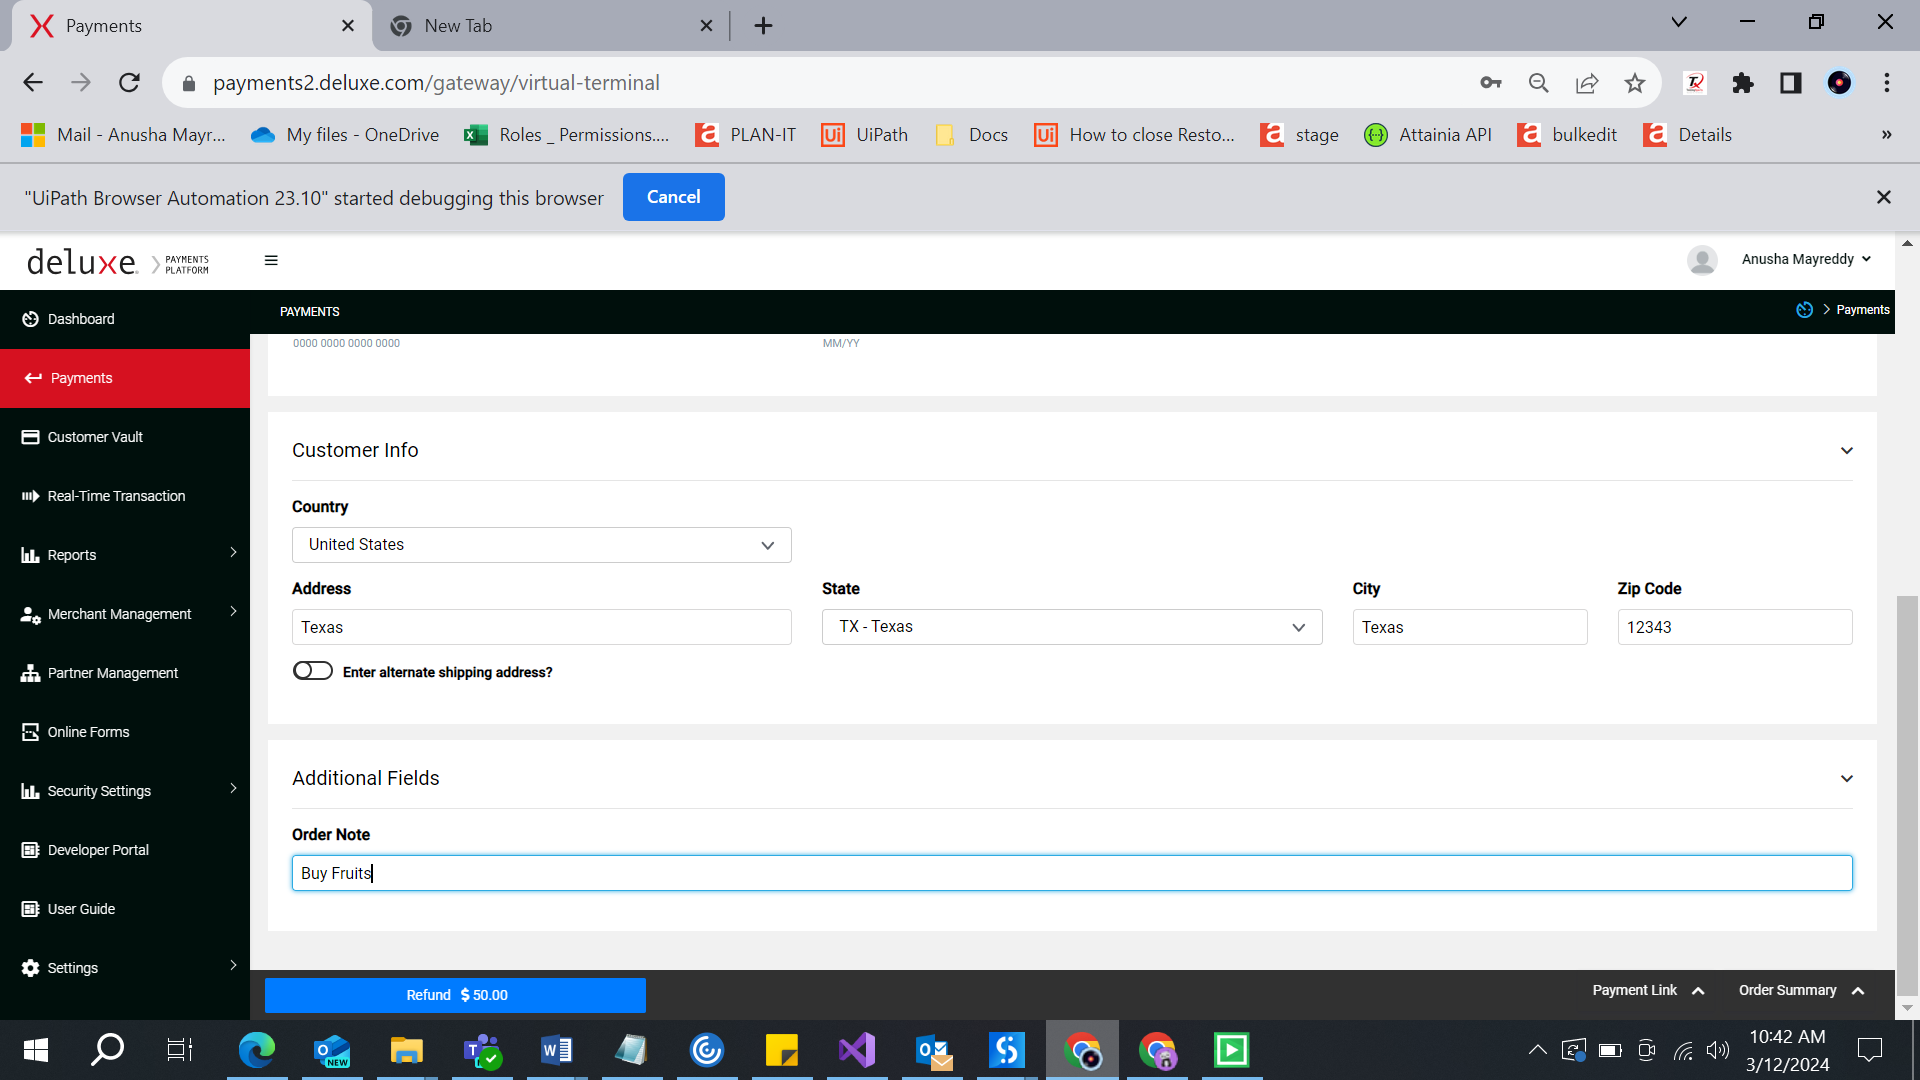 Payments
New Tab
payments2.deluxe.com/gateway/virtual-terminal
Mail - Anusha Mayr...
My files - OneDrive
Roles _ Permissions....
PLAN-IT
UiPath
Docs
How to close Resto...
stage
Attainia API
bulkedit
Details
»
"UiPath Browser Automation 23.10" started debugging this browser
Cancel
deluxe.
PAYMENTS
PLATFORM
Anusha Mayreddy
Dashboard
PAYMENTS
Payments
0000 0000 0000 0000
MM/YY
Payments
Customer Vault
Real-Time Transaction
Reports
Merchant Management
Partner Management
Online Forms
Security Settings
Developer Portal
User Guide
Settings
Customer Info
Country
United States
Address
State
City
Zip Code
Texas
TX - Texas
Texas
12343
Enter alternate shipping address?
Additional Fields
Order Note
Buy Fruits
Refund $ 50.00
Payment Link
Order Summary
10:42 AM
3/12/2024